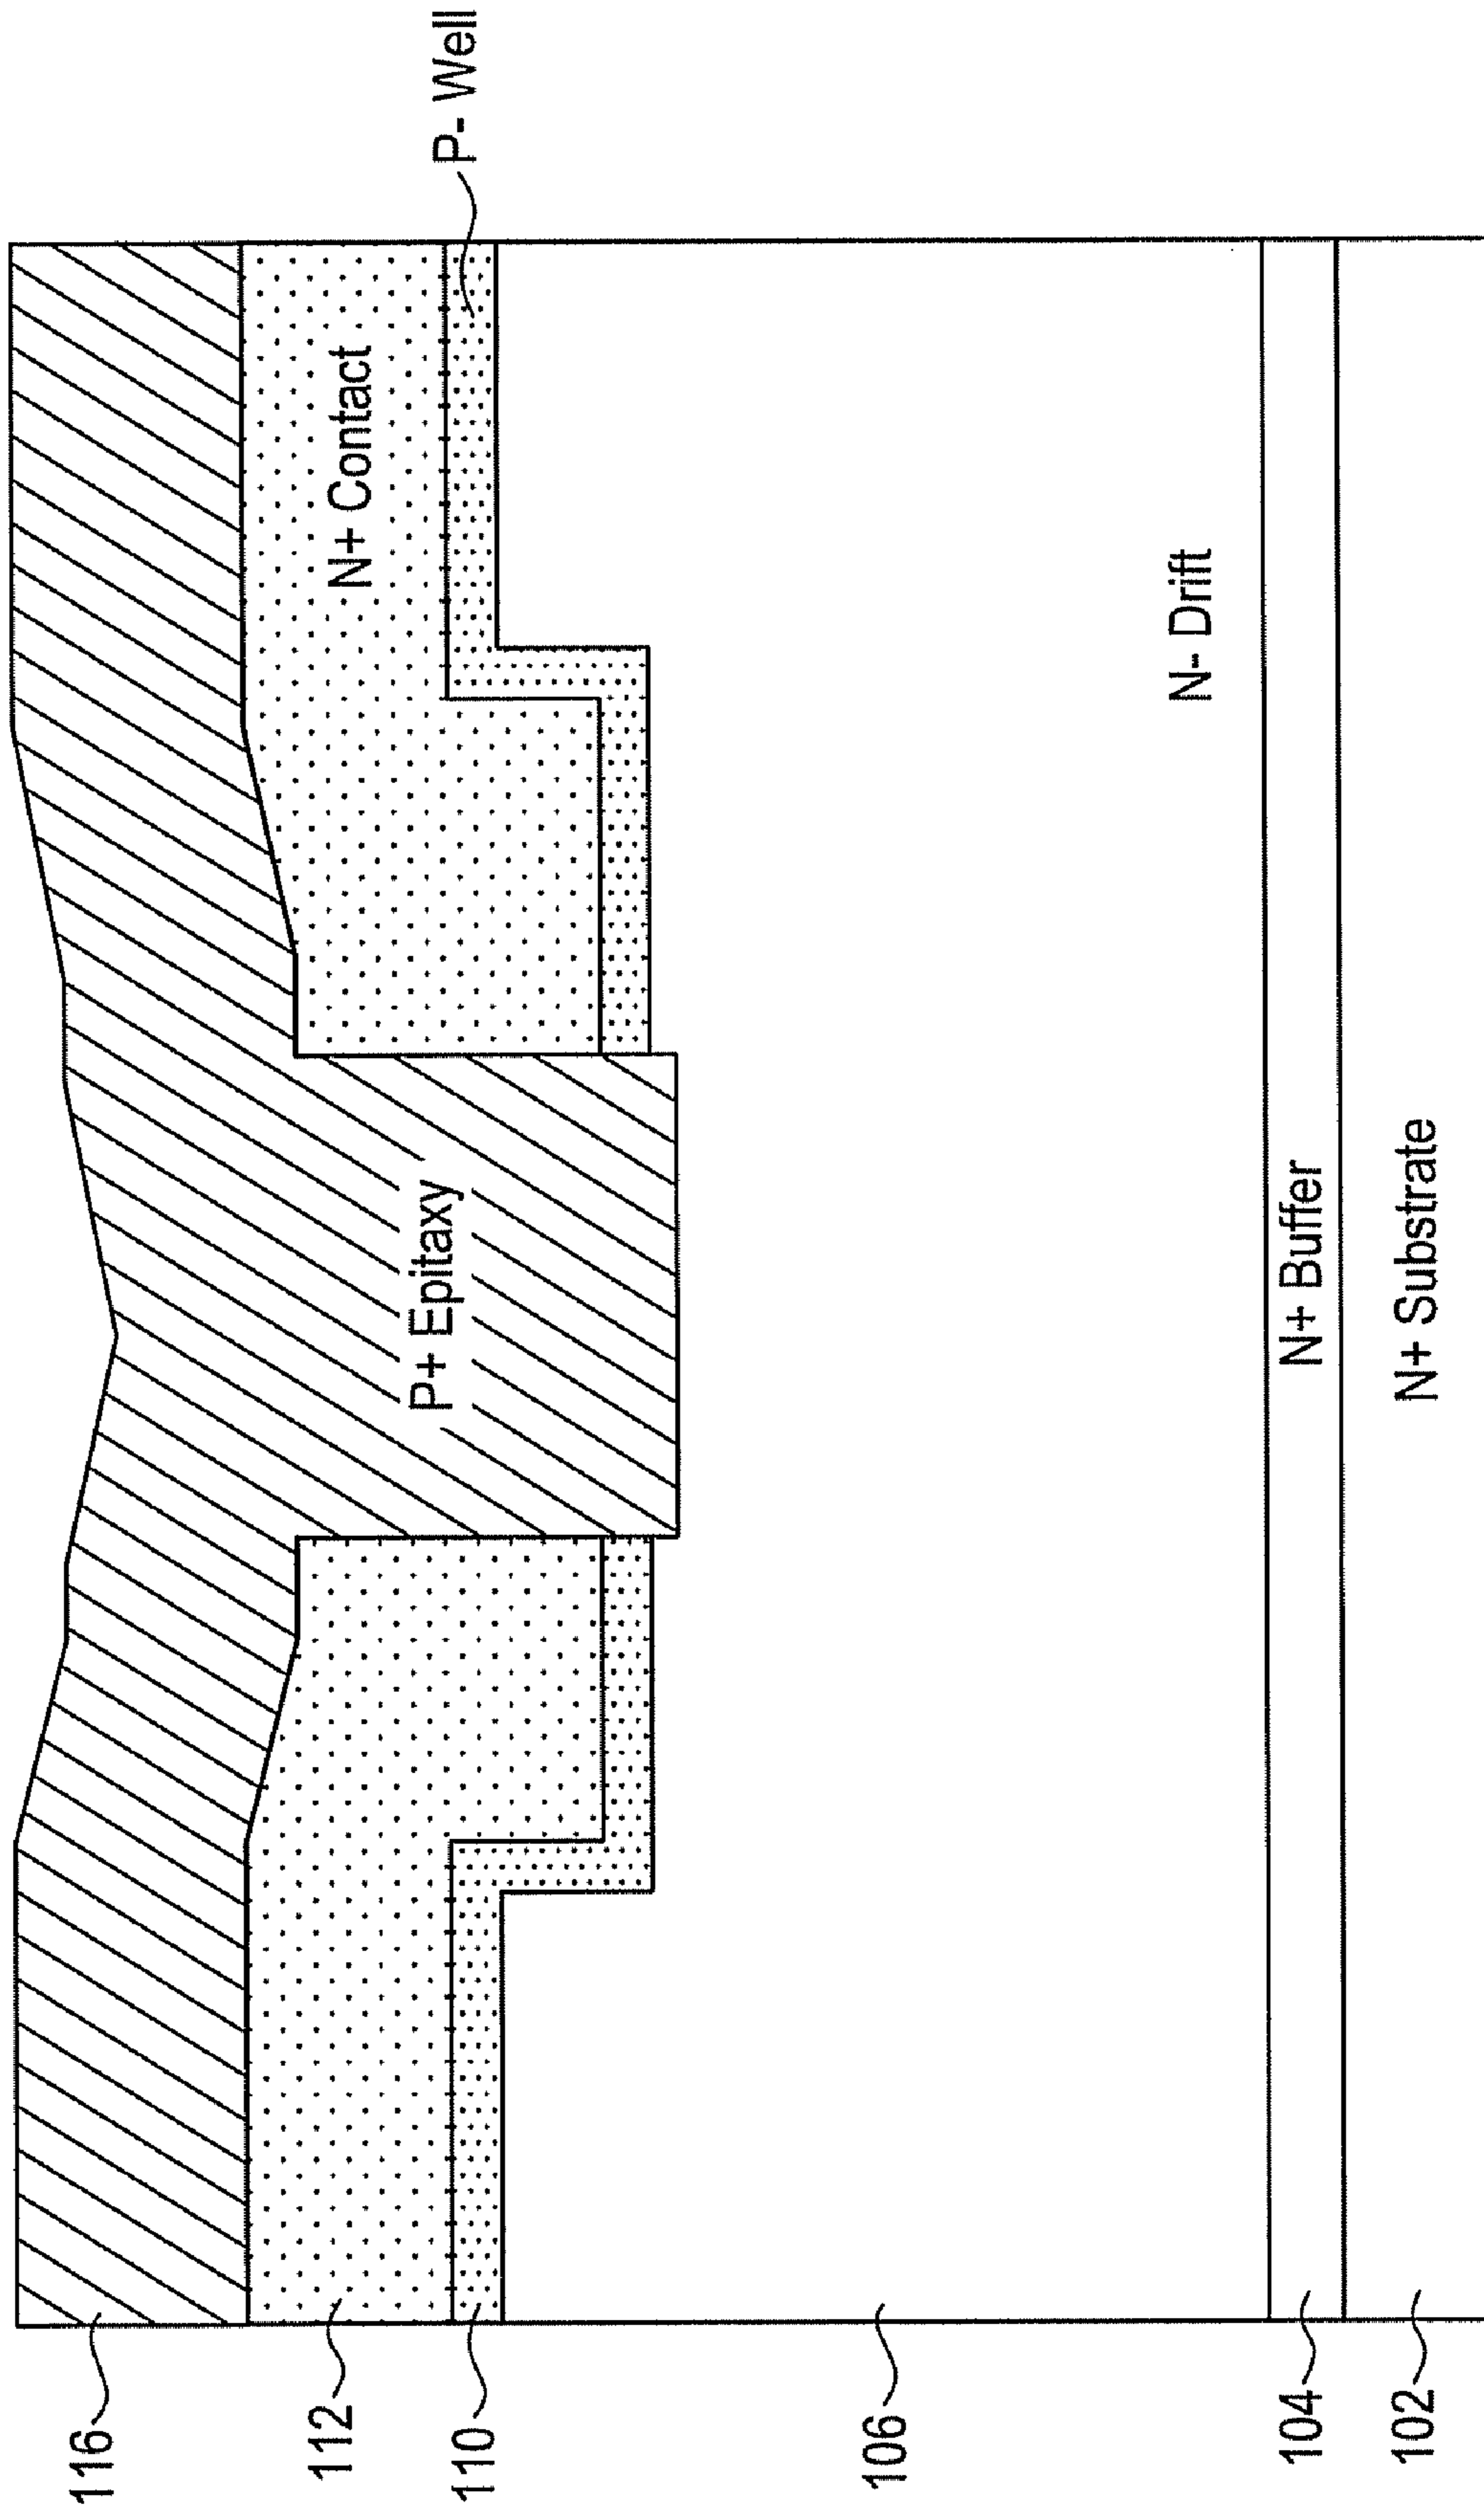 116
112
N+ Contact
110
P- Well
P+ Epitaxy
106
N- Drift
104
N+ Buffer
102
N+ Substrate